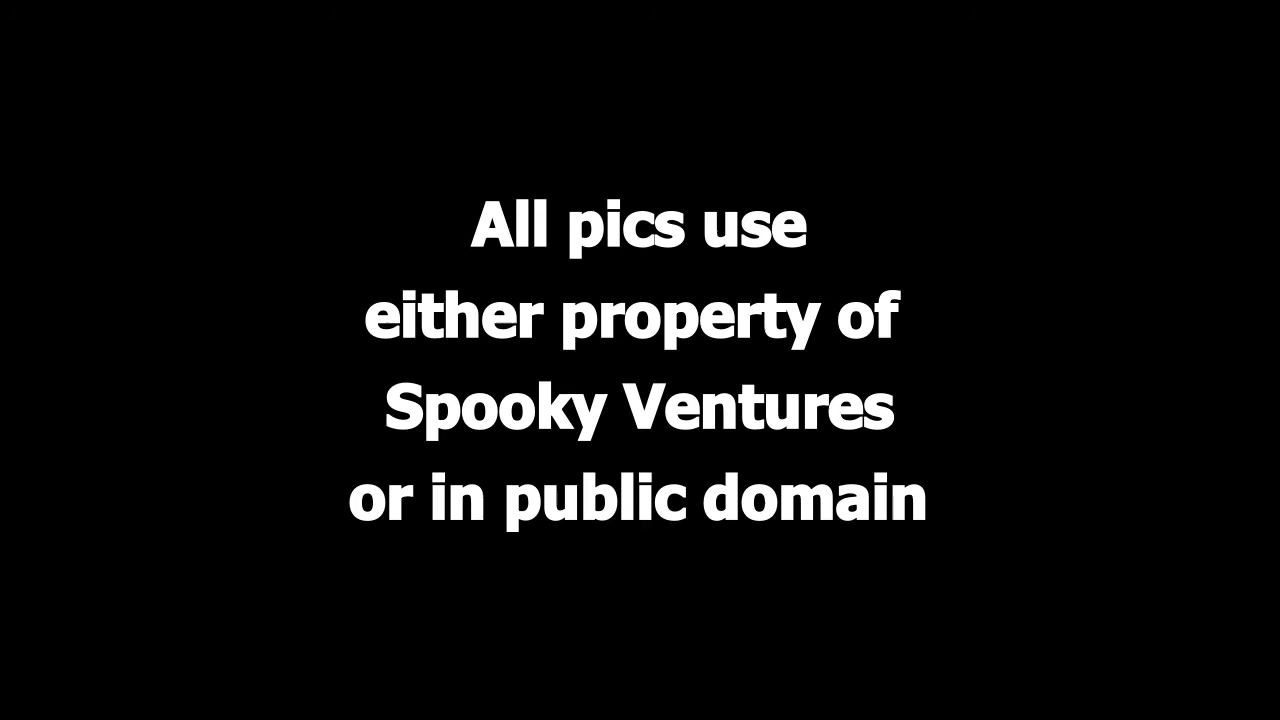 All pics use
either property of
Spooky Ventures
or in public domain